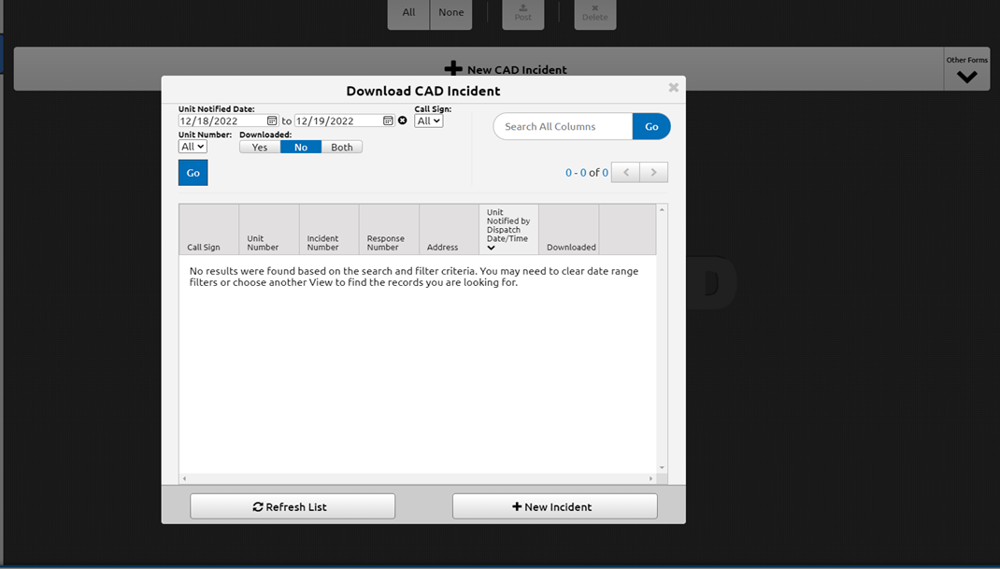 All
None
Post
Delete
New CAD Incident
Other Forms
Download CAD Incident
Unit Notified Date:
12/18/2022 to 12/19/2022
Call Sign:
All
Unit Number:
All
Downloaded:
Yes
No
Both
Go
Search All Columns
Go
0 - 0 of 0
Call Sign
Unit
Number
Incident
Number
Response
Number
Address
Unit
Notified by
Dispatch
Date/Time
Downloaded
No results were found based on the search and filter criteria. You may need to clear date range
filters or choose another View to find the records you are looking for.
Refresh List
New Incident
D